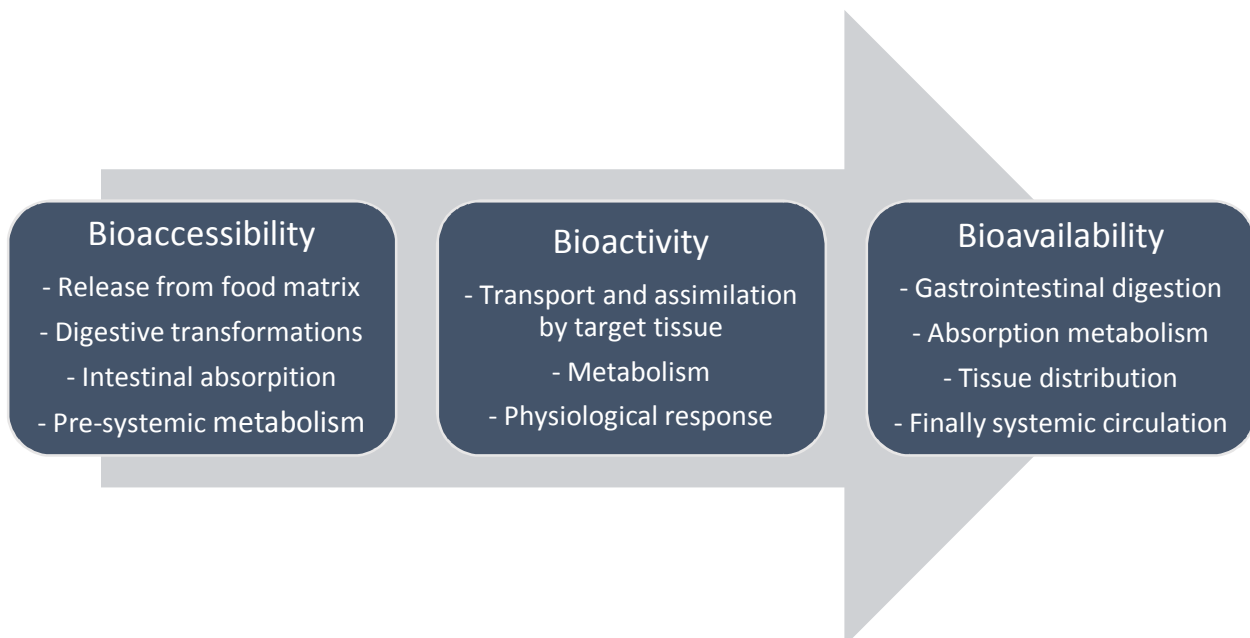 Bioaccessibility
- Release from food matrix
- Digestive transformations
- Intestinal absorpition
- Pre-systemic metabolism
Bioactivity
- Transport and assimilation
by target tissue
- Metabolism
- Physiological response
Bioavailability
- Gastrointestinal digestion
- Absorption metabolism
- Tissue distribution
- Finally systemic circulation